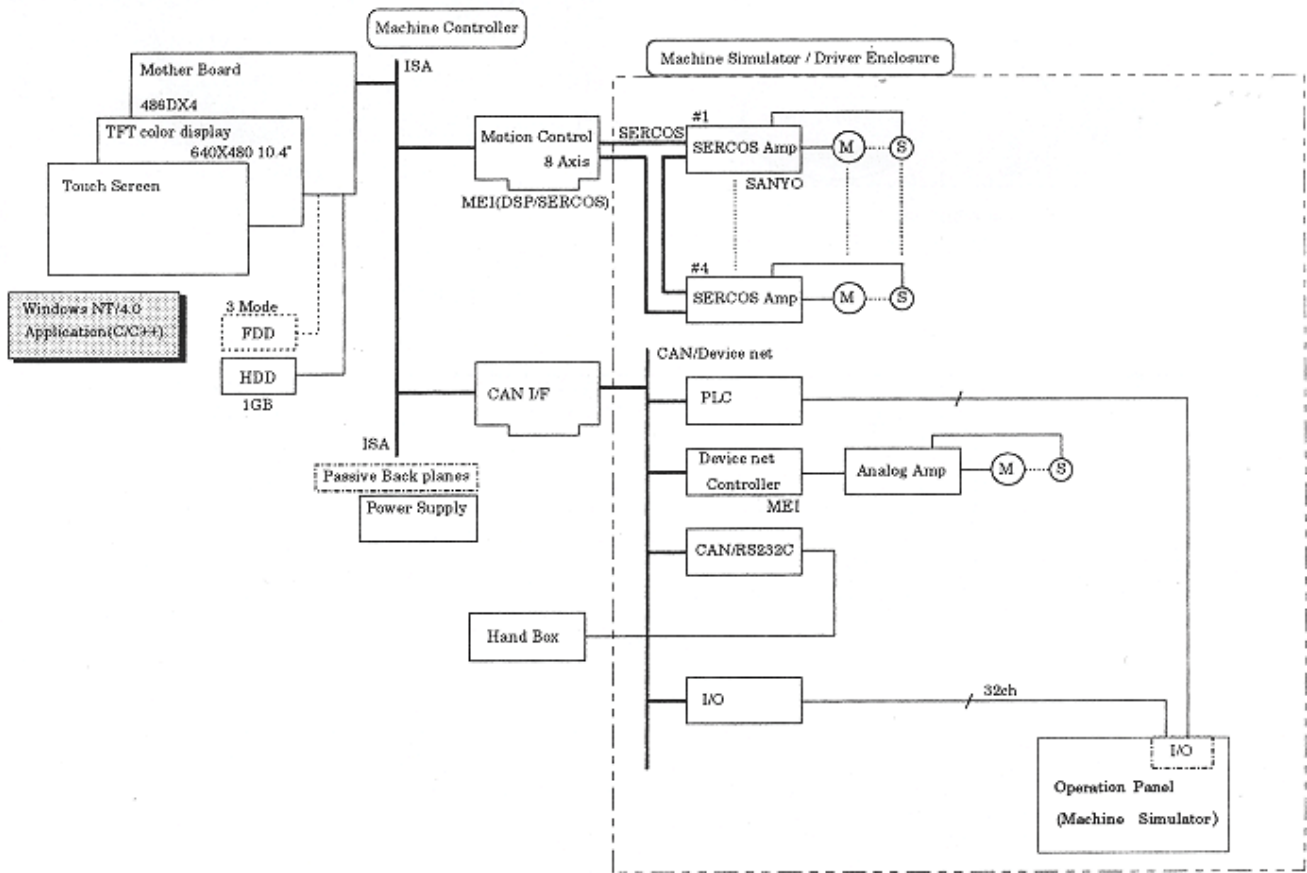 Machine Controller
ISA
Mother Board
486DX4
TFT color display
640X480 10.4"
Touch Screen
Windows NT/4.0
Application(C/C++)
3 Mode
FDD
HDD
1GB
ISA
Passive Back planes
Power Supply
Motion Control
8 Axis
MEI(DSP/SERCOS)
CAN I/F
Hand Box
Machine Simulator / Driver Enclosure
SERCOS
#1
SERCOS Amp
M
S
SANYO
#4
SERCOS Amp
M
S
CAN/Device net
PLC
Device net
Controller
MEI
Analog Amp
M
S
CAN/RS232C
I/O
32ch
I/O
Operation Panel
(Machine Simulator)